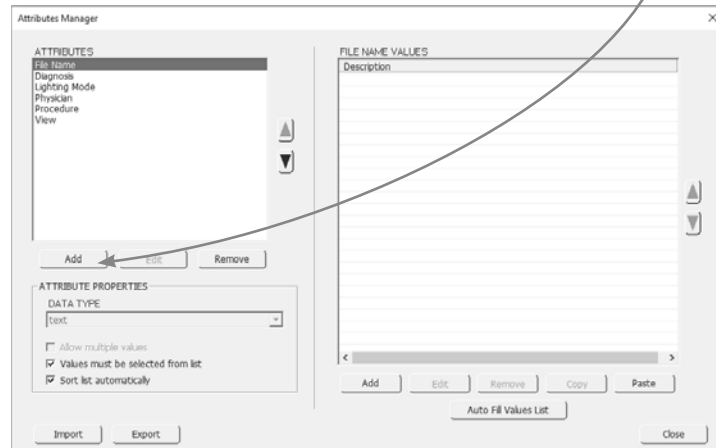 Attributes Manager
ATTRIBUTES
File Name
Diagnosis
Lighting Mode
Physician
Procedure
View
Add Edit Remove
ATTRIBUTE PROPERTIES
DATA TYPE
text
Allow multiple values
Values must be selected from list
Sort list automatically
Import Export
FILE NAME VALUES
Description
Add Edit Remove Copy Paste
Auto Fill Values List
Close